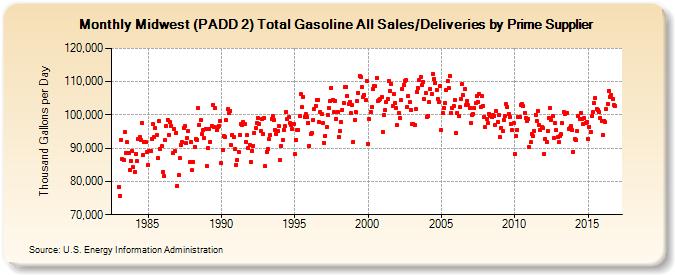 Monthly Midwest (PADD 2) Total Gasoline All Sales/Deliveries by Prime Supplier
Thousand Gallons per Day
120,000
110,000
100,000
90,000
80,000
70,000
1985 1990 1995 2000 2005 2010 2015
Source: U.S. Energy Information Administration